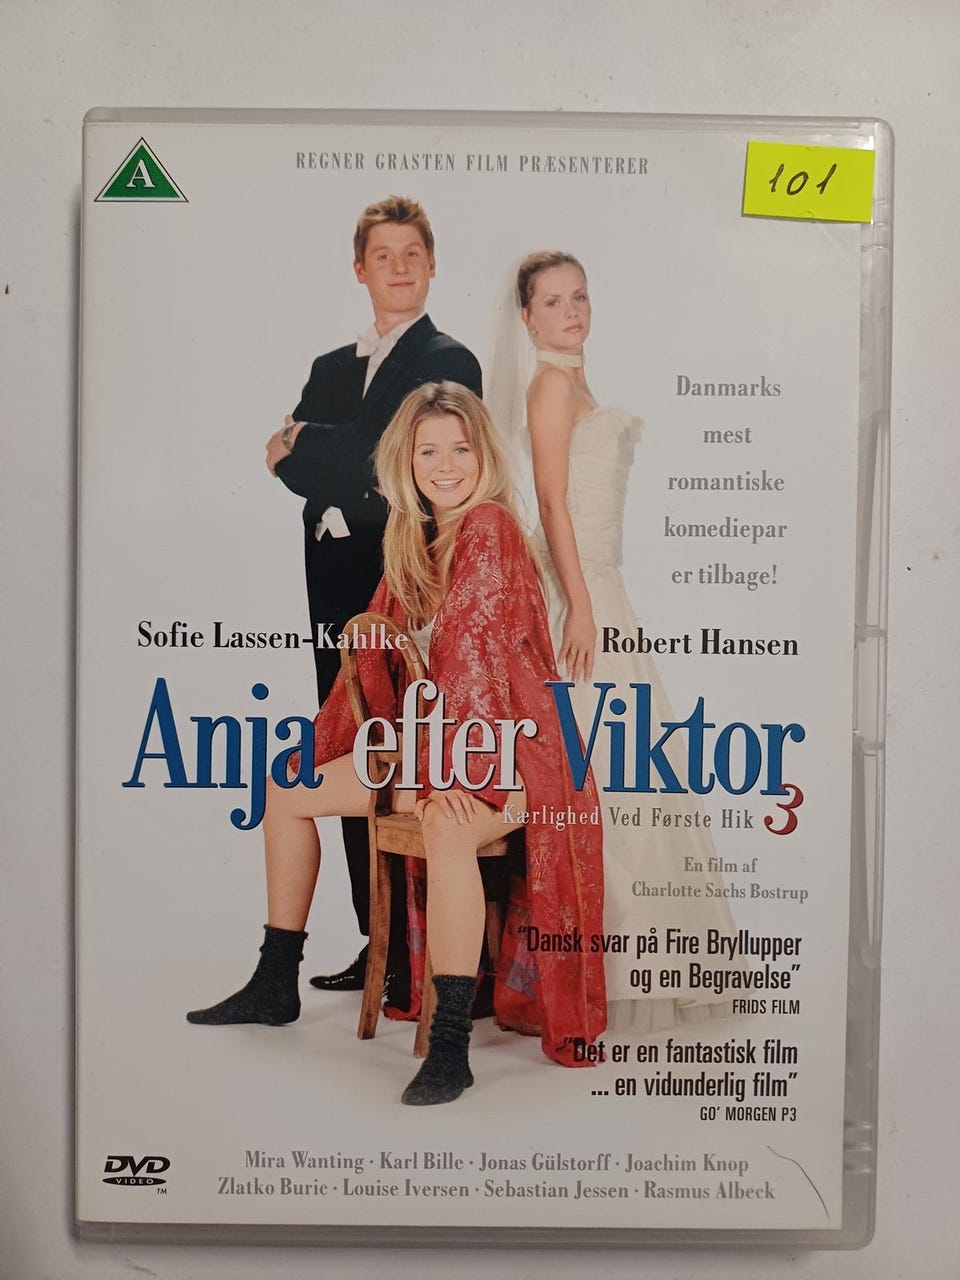 A
REGNER GRASTEN FILM PRÆSENTERER
101
Danmarks
mest
romantiske
komediepar
er tilbage!
Sofie Lassen-Kahlke
Robert Hansen
Anja efter Viktor
Kærlighed Ved Første Hik 3
En film af
Charlotte Sachs Bostrup
"Dansk svar på Fire Bryllupper
og en Begravelse"
FRIDS FILM
"Det er en fantastisk film
... en vidunderlig film"
GO' MORGEN P3
DVD
VIDEO
TM
Mira Wanting · Karl Bille · Jonas Gülstorff · Joachim Knop
Zlatko Buric · Louise Iversen · Sebastian Jessen · Rasmus Albeck